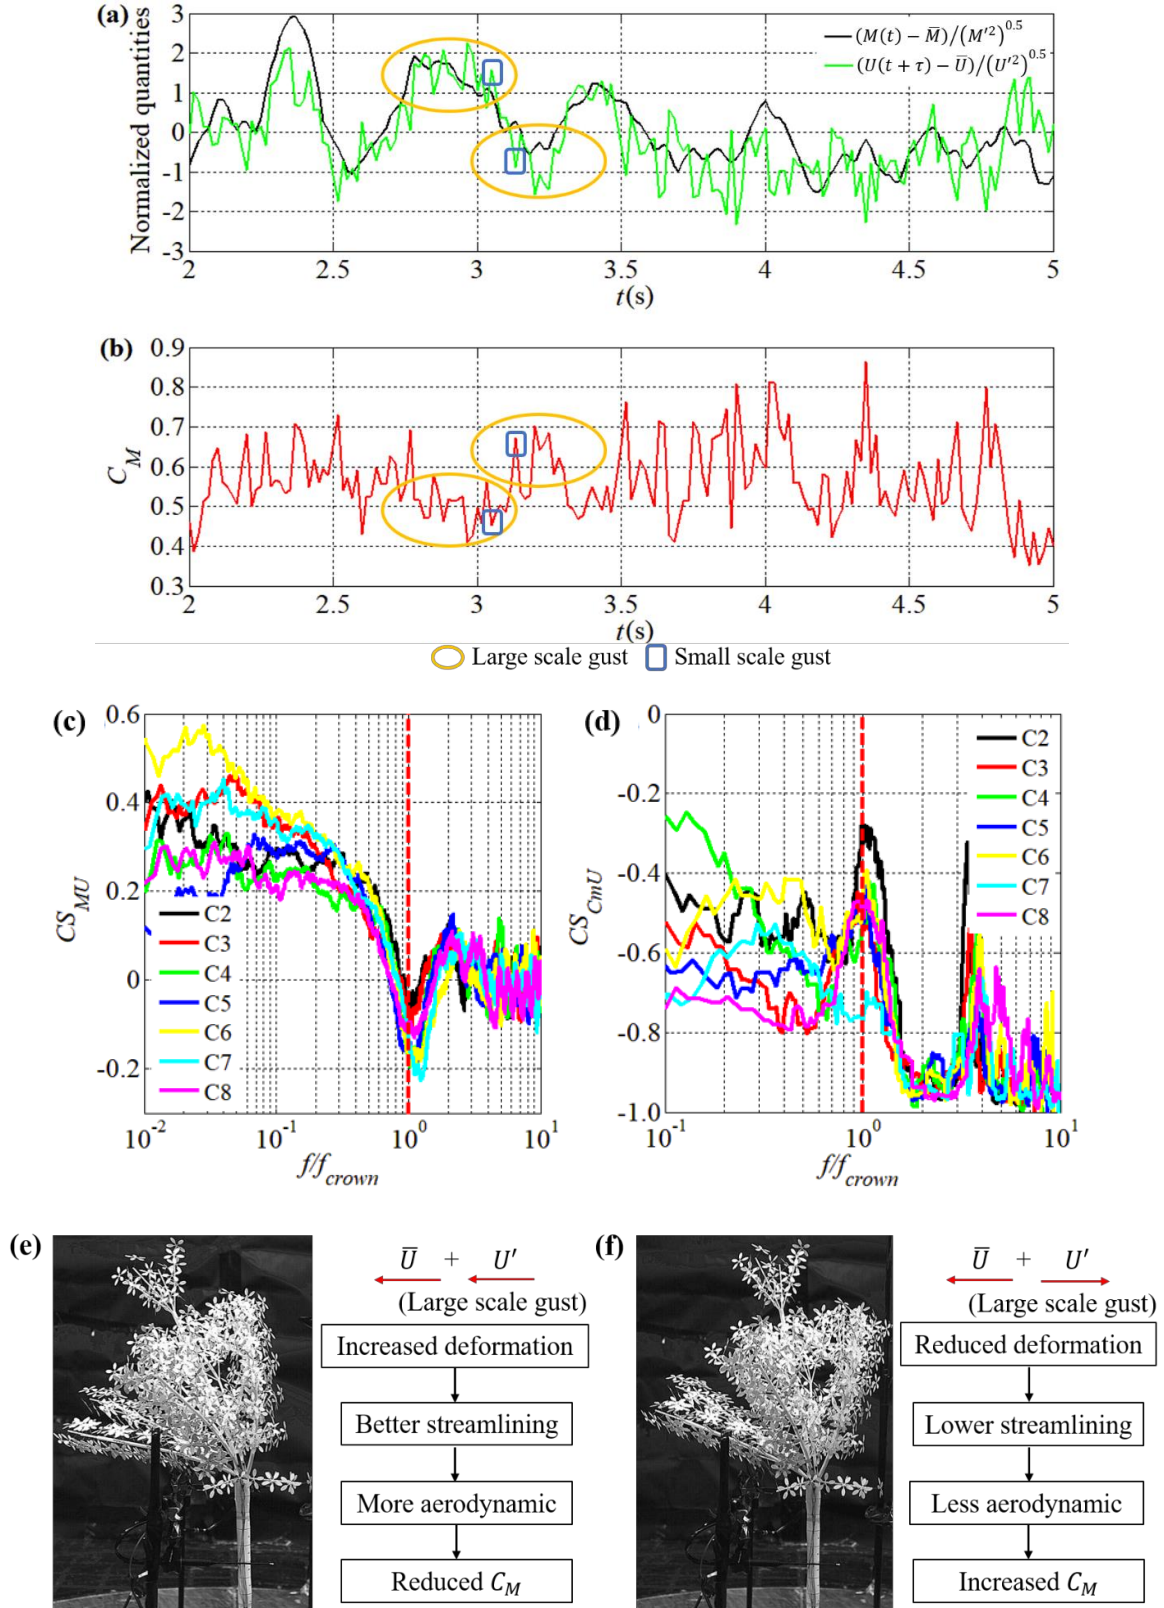 (a)
Normalized quantities
3
2
1
0
-1
-2
-3
(M(t) − M̅)/(M′²)^0.5
(U(t + τ) − U̅)/(U′²)^0.5
2 2.5 3 3.5 4 4.5 5
t(s)
(b)
C_M
0.9
0.8
0.7
0.6
0.5
0.4
0.3
2 2.5 3 3.5 4 4.5 5
t(s)
Large scale gust Small scale gust
(c)
CS_MU
0.6
0.4
0.2
0
-0.2
C2
C3
C4
C5
C6
C7
C8
10^-2 10^-1 10^0 10^1
f/f_crown
(d)
CS_CmU
0
-0.2
-0.4
-0.6
-0.8
-1.0
C2
C3
C4
C5
C6
C7
C8
10^-1 10^0 10^1
f/f_crown
(e)
U̅ + U′
(Large scale gust)
Increased deformation
Better streamlining
More aerodynamic
Reduced C_M
(f)
U̅ + U′
(Large scale gust)
Reduced deformation
Lower streamlining
Less aerodynamic
Increased C_M